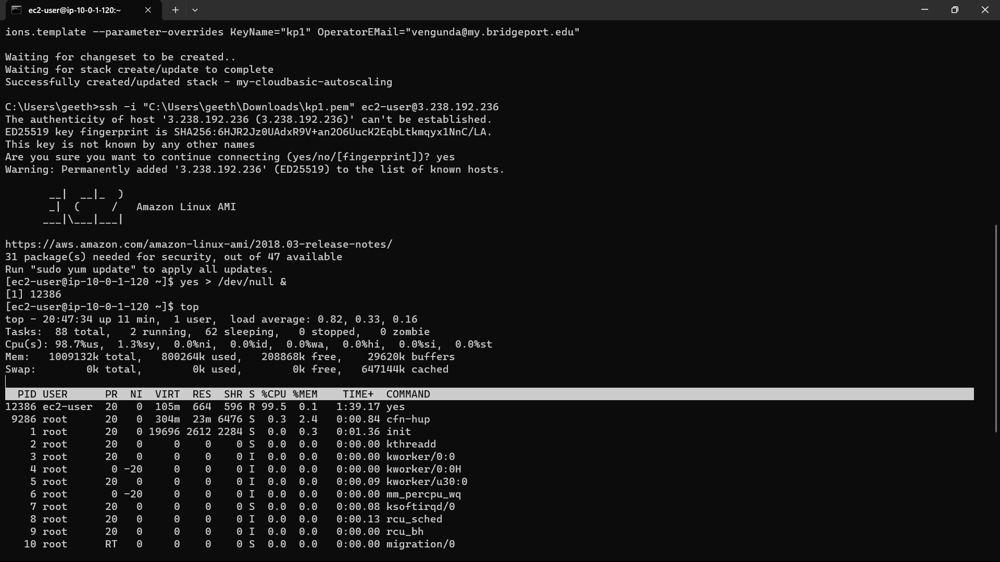 ec2-user@ip-10-0-1-120:~
ions.template --parameter-overrides KeyName="kp1" OperatorEMail="vengunda@my.bridgeport.edu"
Waiting for changeset to be created..
Waiting for stack create/update to complete
Successfully created/updated stack - my-cloudbasic-autoscaling
C:\Users\geeth>ssh -i "C:\Users\geeth\Downloads\kp1.pem" ec2-user@3.238.192.236
The authenticity of host '3.238.192.236 (3.238.192.236)' can't be established.
ED25519 key fingerprint is SHA256:6HJR2Jz0UAdxR9V+an2O6UucK2EqbLtkmqyx1NnC/LA.
This key is not known by any other names
Are you sure you want to continue connecting (yes/no/[fingerprint])? yes
Warning: Permanently added '3.238.192.236' (ED25519) to the list of known hosts.
       __|  __|_  )
       _|  (     /   Amazon Linux AMI
      ___|\___|___|
https://aws.amazon.com/amazon-linux-ami/2018.03-release-notes/
31 package(s) needed for security, out of 47 available
Run "sudo yum update" to apply all updates.
[ec2-user@ip-10-0-1-120 ~]$ yes > /dev/null &
[1] 12386
[ec2-user@ip-10-0-1-120 ~]$ top
top - 20:47:34 up 11 min,  1 user,  load average: 0.82, 0.33, 0.16
Tasks:  88 total,   2 running,  62 sleeping,   0 stopped,   0 zombie
Cpu(s): 98.7%us,  1.3%sy,  0.0%ni,  0.0%id,  0.0%wa,  0.0%hi,  0.0%si,  0.0%st
Mem:   1009132k total,   800264k used,   208868k free,    29620k buffers
Swap:        0k total,        0k used,        0k free,   647144k cached
  PID USER      PR  NI  VIRT  RES  SHR S %CPU %MEM    TIME+  COMMAND
12386 ec2-user  20   0  105m  664  596 R 99.5  0.1   1:39.17 yes
 9286 root      20   0  304m  23m 6476 S  0.3  2.4   0:00.84 cfn-hup
    1 root      20   0 19696 2612 2284 S  0.0  0.3   0:01.36 init
    2 root      20   0     0    0    0 S  0.0  0.0   0:00.00 kthreadd
    3 root      20   0     0    0    0 I  0.0  0.0   0:00.00 kworker/0:0
    4 root       0 -20     0    0    0 I  0.0  0.0   0:00.00 kworker/0:0H
    5 root      20   0     0    0    0 I  0.0  0.0   0:00.09 kworker/u30:0
    6 root       0 -20     0    0    0 I  0.0  0.0   0:00.00 mm_percpu_wq
    7 root      20   0     0    0    0 S  0.0  0.0   0:00.08 ksoftirqd/0
    8 root      20   0     0    0    0 I  0.0  0.0   0:00.13 rcu_sched
    9 root      20   0     0    0    0 I  0.0  0.0   0:00.00 rcu_bh
   10 root      RT   0     0    0    0 S  0.0  0.0   0:00.00 migration/0